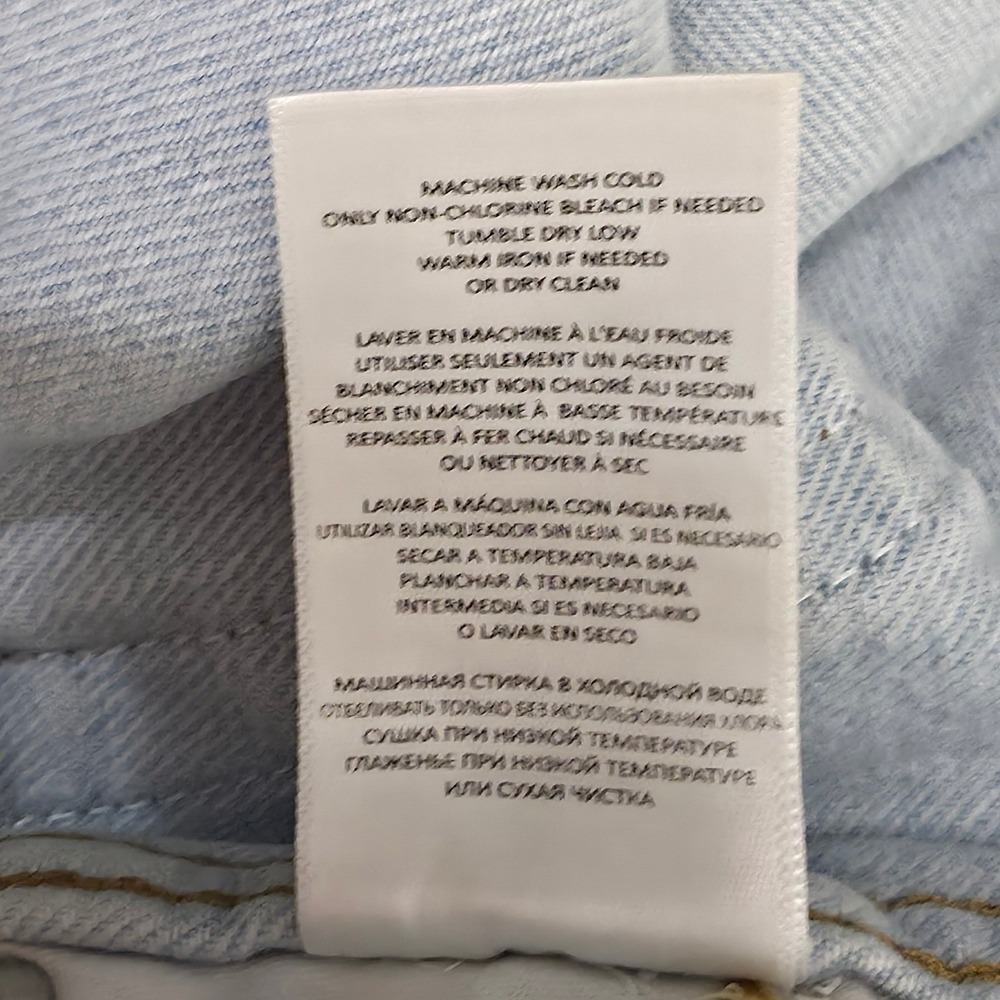 MACHINE WASH COLD
ONLY NON-CHLORINE BLEACH IF NEEDED
TUMBLE DRY LOW
WARM IRON IF NEEDED
OR DRY CLEAN
LAVER EN MACHINE À L'EAU FROIDE
UTILISER SEULEMENT UN AGENT DE
BLANCHIMENT NON CHLORÉ AU BESOIN
SÉCHER EN MACHINE À BASSE TEMPÉRATURE
REPASSER À FER CHAUD SI NÉCESSAIRE
OU NETTOYER À SEC
LAVAR A MÁQUINA CON AGUA FRÍA
UTILIZAR BLANQUEADOR SIN LEJIA SI ES NECESARIO
SECAR A TEMPERATURA BAJA
PLANCHAR A TEMPERATURA
INTERMEDIA SI ES NECESARIO
O LAVAR EN SECO
МАШИННАЯ СТИРКА В ХОЛОДНОЙ ВОДЕ
ОТБЕЛИВАТЬ ТОЛЬКО БЕЗ ИСПОЛЬЗОВАНИЯ ХЛОРА
СУШКА ПРИ НИЗКОЙ ТЕМПЕРАТУРЕ
ГЛАЖЕНЬЕ ПРИ НИЗКОЙ ТЕМПЕРАТУРЕ
ИЛИ СУХАЯ ЧИСТКА